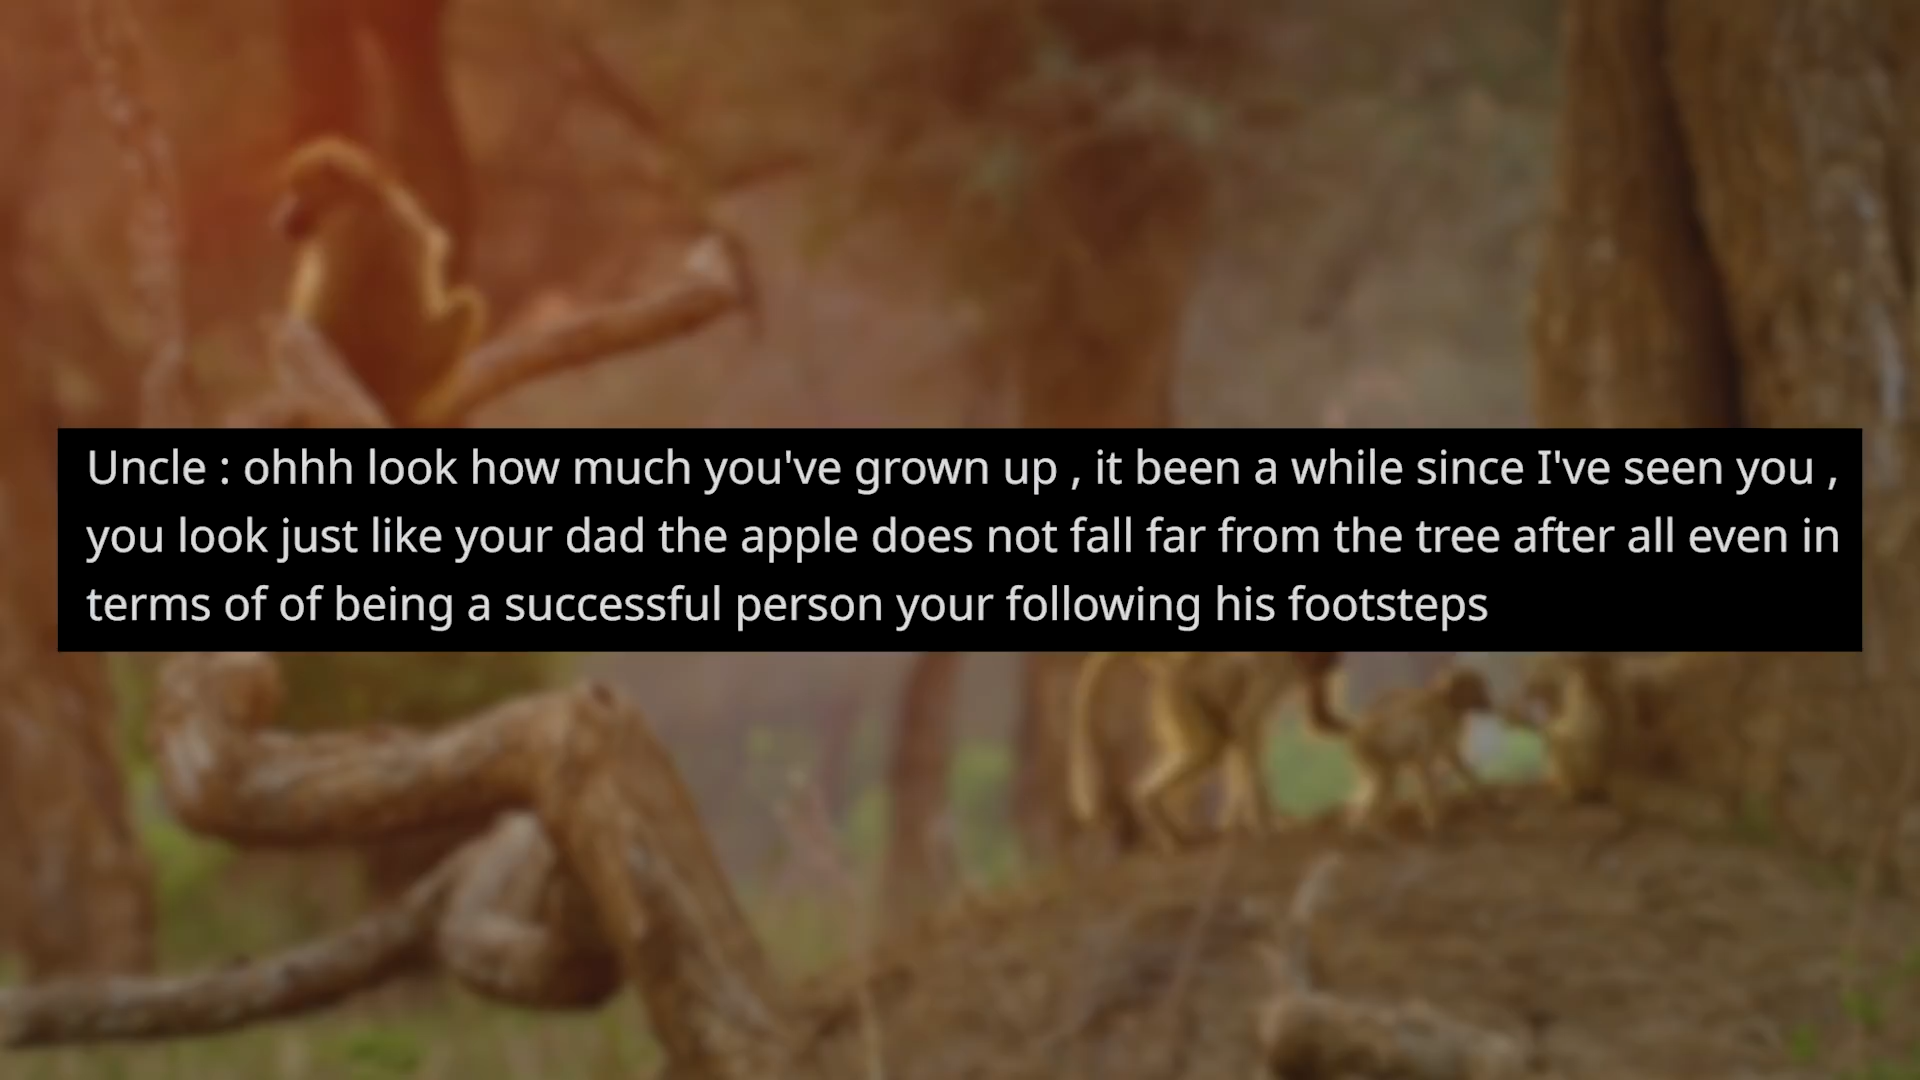 Uncle : ohhh look how much you've grown up , it been a while since I've seen you ,
you look just like your dad the apple does not fall far from the tree after all even in
terms of of being a successful person your following his footsteps